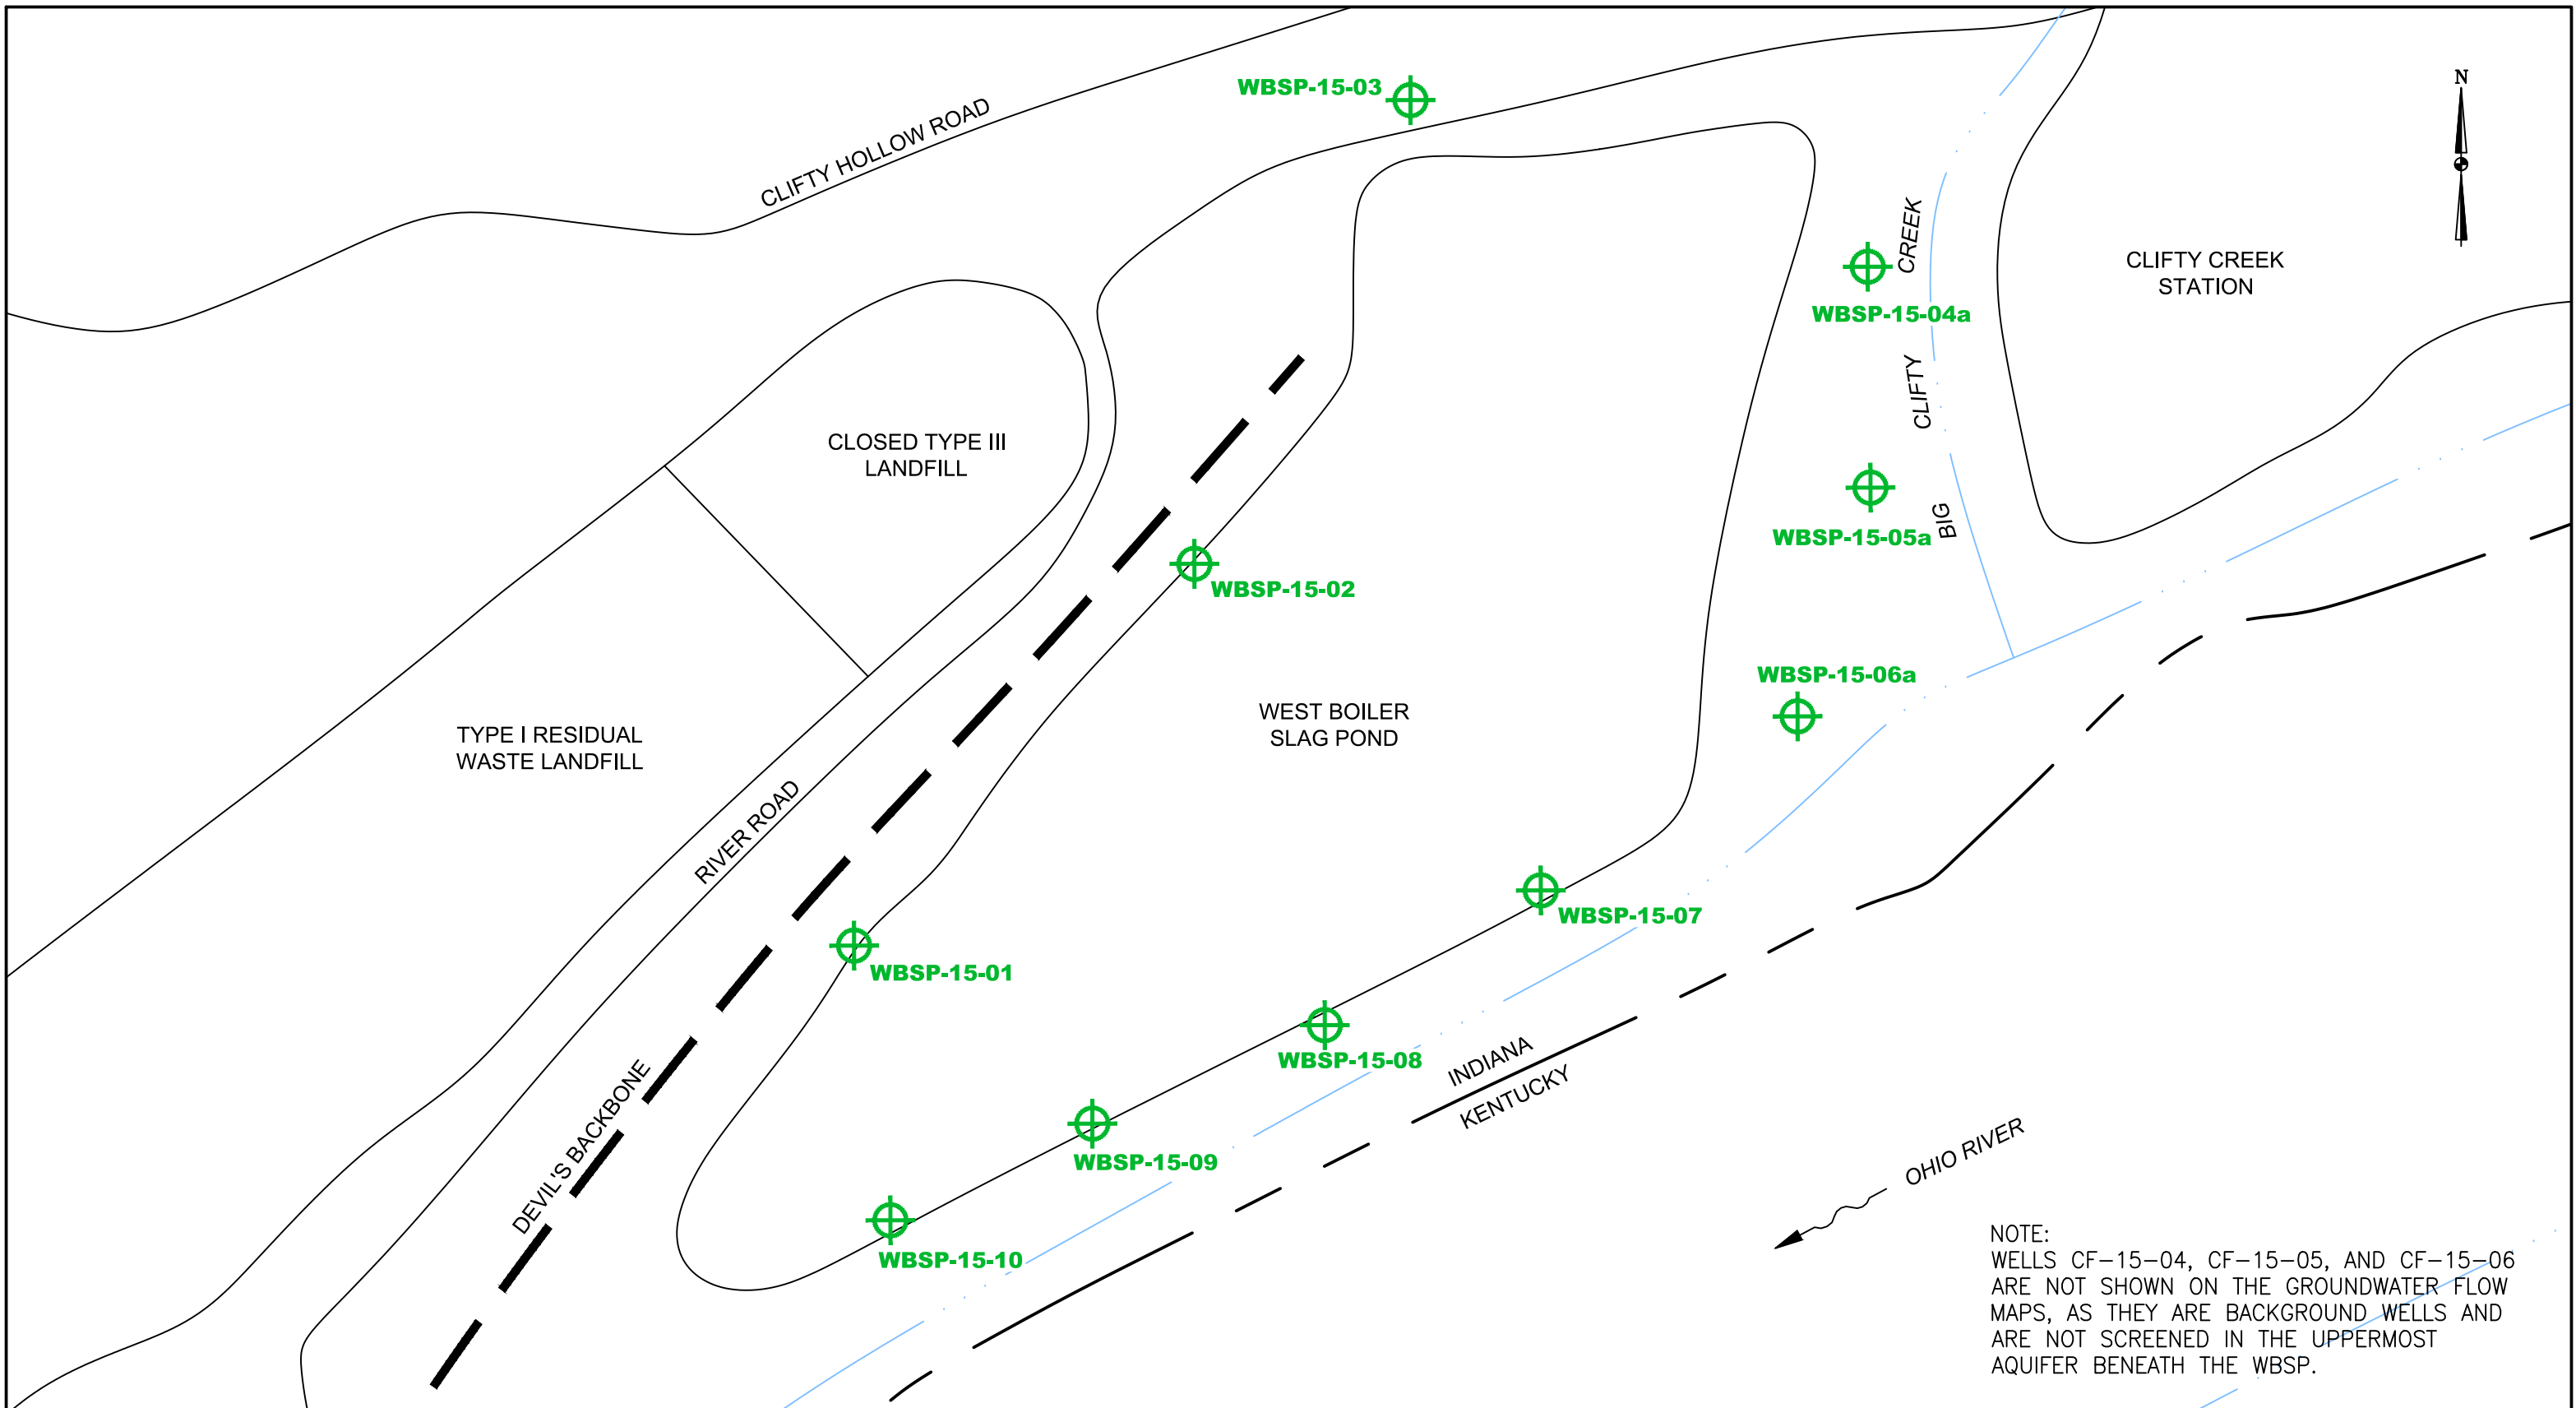 WBSP-15-03
N
CLIFTY HOLLOW ROAD
CREEK
CLIFTY CREEK
STATION
WBSP-15-04a
CLIFTY
CLOSED TYPE III
LANDFILL
BIG
WBSP-15-05a
WBSP-15-02
WBSP-15-06a
WEST BOILER
SLAG POND
TYPE I RESIDUAL
WASTE LANDFILL
RIVER ROAD
WBSP-15-07
WBSP-15-01
WBSP-15-08
INDIANA
KENTUCKY
DEVIL'S BACKBONE
WBSP-15-09
OHIO RIVER
WBSP-15-10
NOTE:
WELLS CF-15-04, CF-15-05, AND CF-15-06
ARE NOT SHOWN ON THE GROUNDWATER FLOW
MAPS, AS THEY ARE BACKGROUND WELLS AND
ARE NOT SCREENED IN THE UPPERMOST
AQUIFER BENEATH THE WBSP.